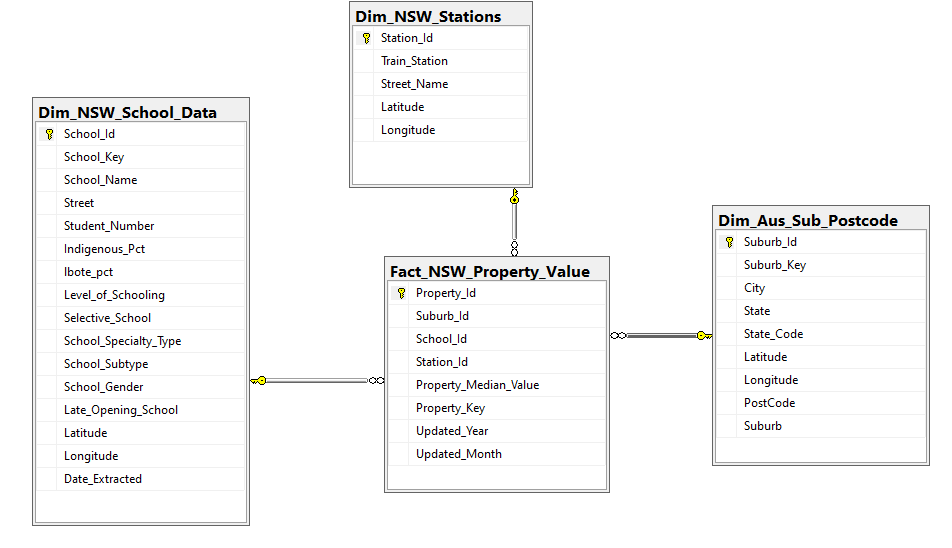 Dim_NSW_Stations
Station_Id
Train_Station
Street_Name
Latitude
Longitude
Dim_NSW_School_Data
School_Id
School_Key
School_Name
Street
Student_Number
Indigenous_Pct
lbote_pct
Level_of_Schooling
Selective_School
School_Specialty_Type
School_Subtype
School_Gender
Late_Opening_School
Latitude
Longitude
Date_Extracted
Fact_NSW_Property_Value
Property_Id
Suburb_Id
School_Id
Station_Id
Property_Median_Value
Property_Key
Updated_Year
Updated_Month
Dim_Aus_Sub_Postcode
Suburb_Id
Suburb_Key
City
State
State_Code
Latitude
Longitude
PostCode
Suburb